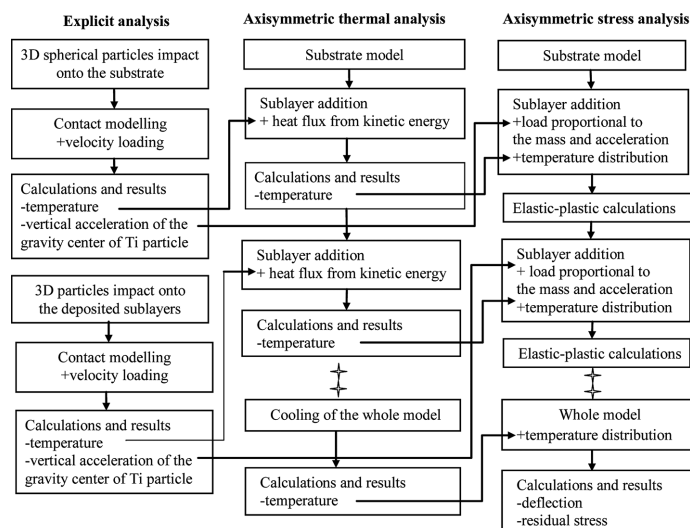 Explicit analysis
3D spherical particles impact
onto the substrate
Contact modelling
+velocity loading
Calculations and results
-temperature
-vertical acceleration of the
gravity center of Ti particle
3D particles impact onto
the deposited sublayers
Contact modelling
+velocity loading
Calculations and results
-temperature
-vertical acceleration of the
gravity center of Ti particle
Axisymmetric thermal analysis
Substrate model
Sublayer addition
+ heat flux from kinetic energy
Calculations and results
-temperature
Sublayer addition
+ heat flux from kinetic energy
Calculations and results
-temperature
Cooling of the whole model
Calculations and results
-temperature
Axisymmetric stress analysis
Substrate model
Sublayer addition
+load proportional to
the mass and acceleration
+temperature distribution
Elastic-plastic calculations
Sublayer addition
+ load proportional to
the mass and acceleration
+temperature distribution
Elastic-plastic calculations
Whole model
+temperature distribution
Calculations and results
-deflection
-residual stress